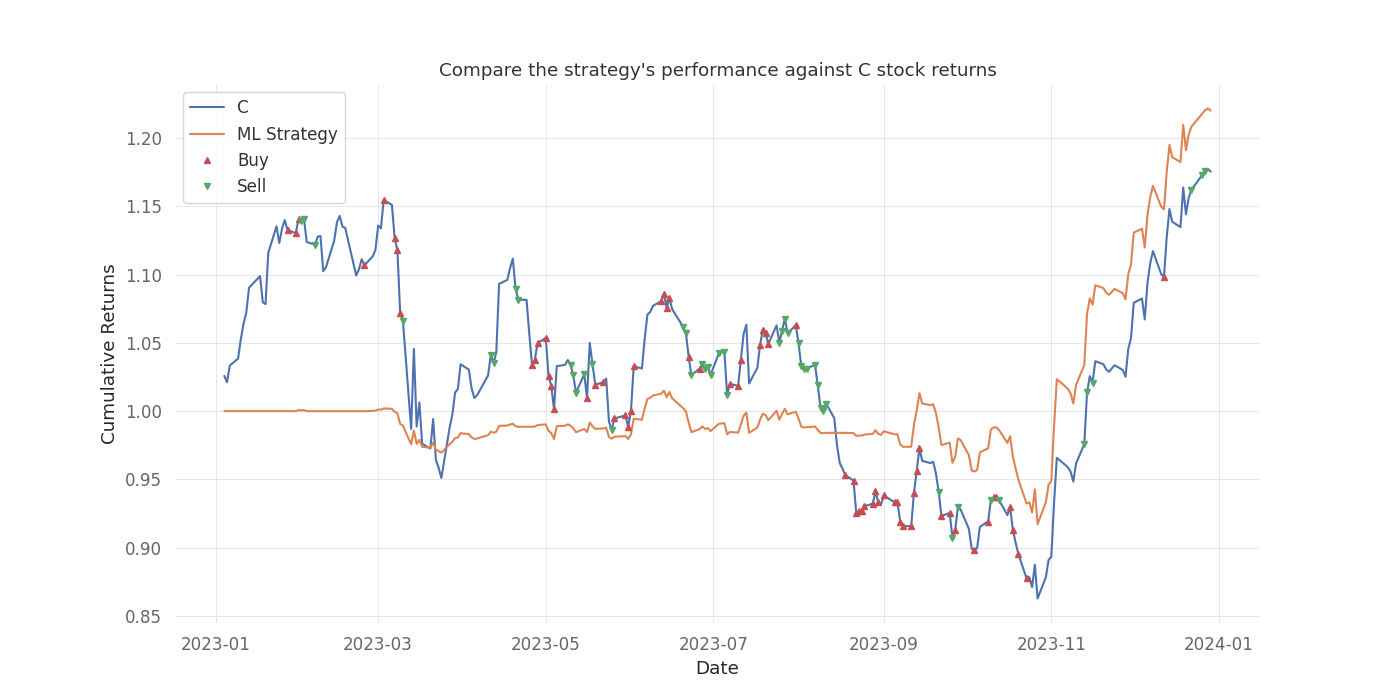 Compare the strategy's performance against C stock returns
C
ML Strategy
Buy
Sell
Cumulative Returns
1.20
1.15
1.10
1.05
1.00
0.95
0.90
0.85
2023-01
2023-03
2023-05
2023-07
2023-09
2023-11
2024-01
Date